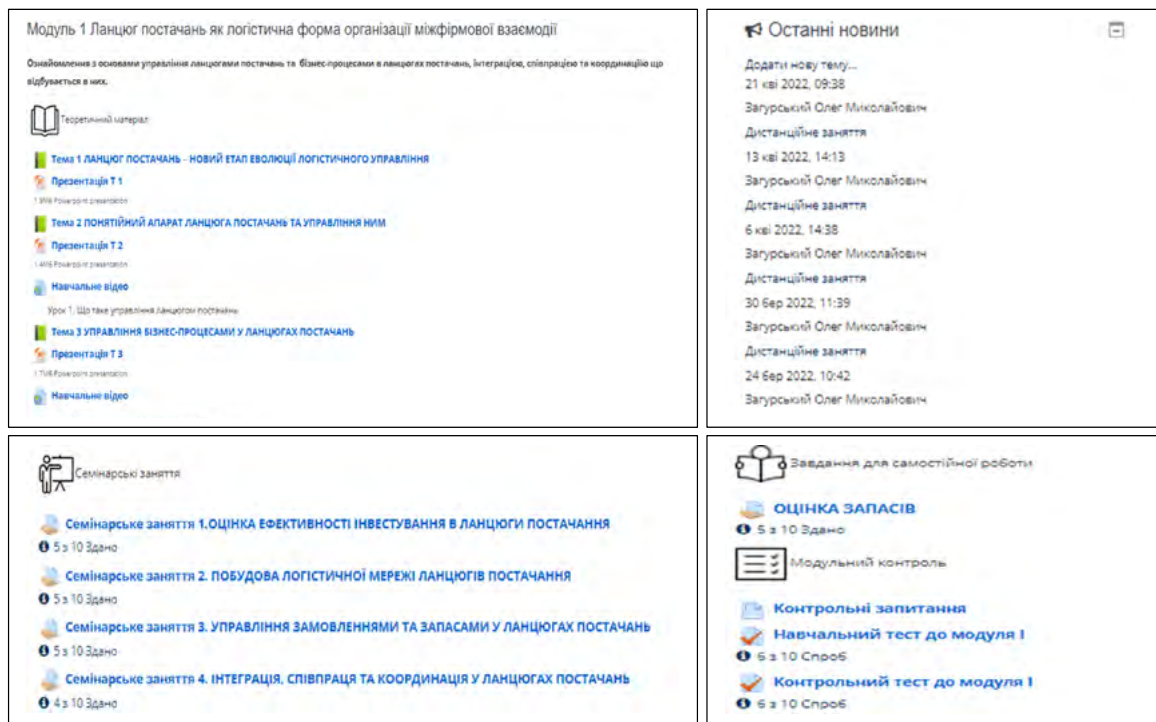 Модуль 1 Ланцюг постачань як логістична форма організації міжфірмової взаємодії
Ознайомлення з основами управління ланцюгами постачань та бізнес-процесами в ланцюгах постачань, інтеграцією, співпрацею та координацією що
відбувається в них.
Теоретичний матеріал
Тема 1 ЛАНЦЮГ ПОСТАЧАНЬ – НОВИЙ ЕТАП ЕВОЛЮЦІЇ ЛОГІСТИЧНОГО УПРАВЛІННЯ
Презентація Т 1
Powerpoint presentation
Тема 2 ПОНЯТІЙНИЙ АПАРАТ ЛАНЦЮГА ПОСТАЧАНЬ ТА УПРАВЛІННЯ НИМ
Презентація Т 2
Powerpoint presentation
Навчальне відео
Урок 1. Що таке управління ланцюгом постачань
Тема 3 УПРАВЛІННЯ БІЗНЕС-ПРОЦЕСАМИ У ЛАНЦЮГАХ ПОСТАЧАНЬ
Презентація Т 3
Powerpoint presentation
Навчальне відео
Останні новини
Додати нову тему...
21 кві 2022, 09:38
Загурський Олег Миколайович
Дистанційне заняття
13 кві 2022, 14:13
Загурський Олег Миколайович
Дистанційне заняття
6 кві 2022, 14:38
Загурський Олег Миколайович
Дистанційне заняття
30 бер 2022, 11:39
Загурський Олег Миколайович
Дистанційне заняття
24 бер 2022, 10:42
Загурський Олег Миколайович
Семінарські заняття
Семінарське заняття 1.ОЦІНКА ЕФЕКТИВНОСТІ ІНВЕСТУВАННЯ В ЛАНЦЮГИ ПОСТАЧАННЯ
5 з 10 Здано
Семінарське заняття 2. ПОБУДОВА ЛОГІСТИЧНОЇ МЕРЕЖІ ЛАНЦЮГІВ ПОСТАЧАННЯ
5 з 10 Здано
Семінарське заняття 3. УПРАВЛІННЯ ЗАМОВЛЕННЯМИ ТА ЗАПАСАМИ У ЛАНЦЮГАХ ПОСТАЧАНЬ
5 з 10 Здано
Семінарське заняття 4. ІНТЕГРАЦІЯ, СПІВПРАЦЯ ТА КООРДИНАЦІЯ У ЛАНЦЮГАХ ПОСТАЧАНЬ
4 з 10 Здано
Завдання для самостійної роботи
ОЦІНКА ЗАПАСІВ
5 з 10 Здано
Модульний контроль
Контрольні запитання
Навчальний тест до модуля І
6 з 10 Спроб
Контрольний тест до модуля І
6 з 10 Спроб